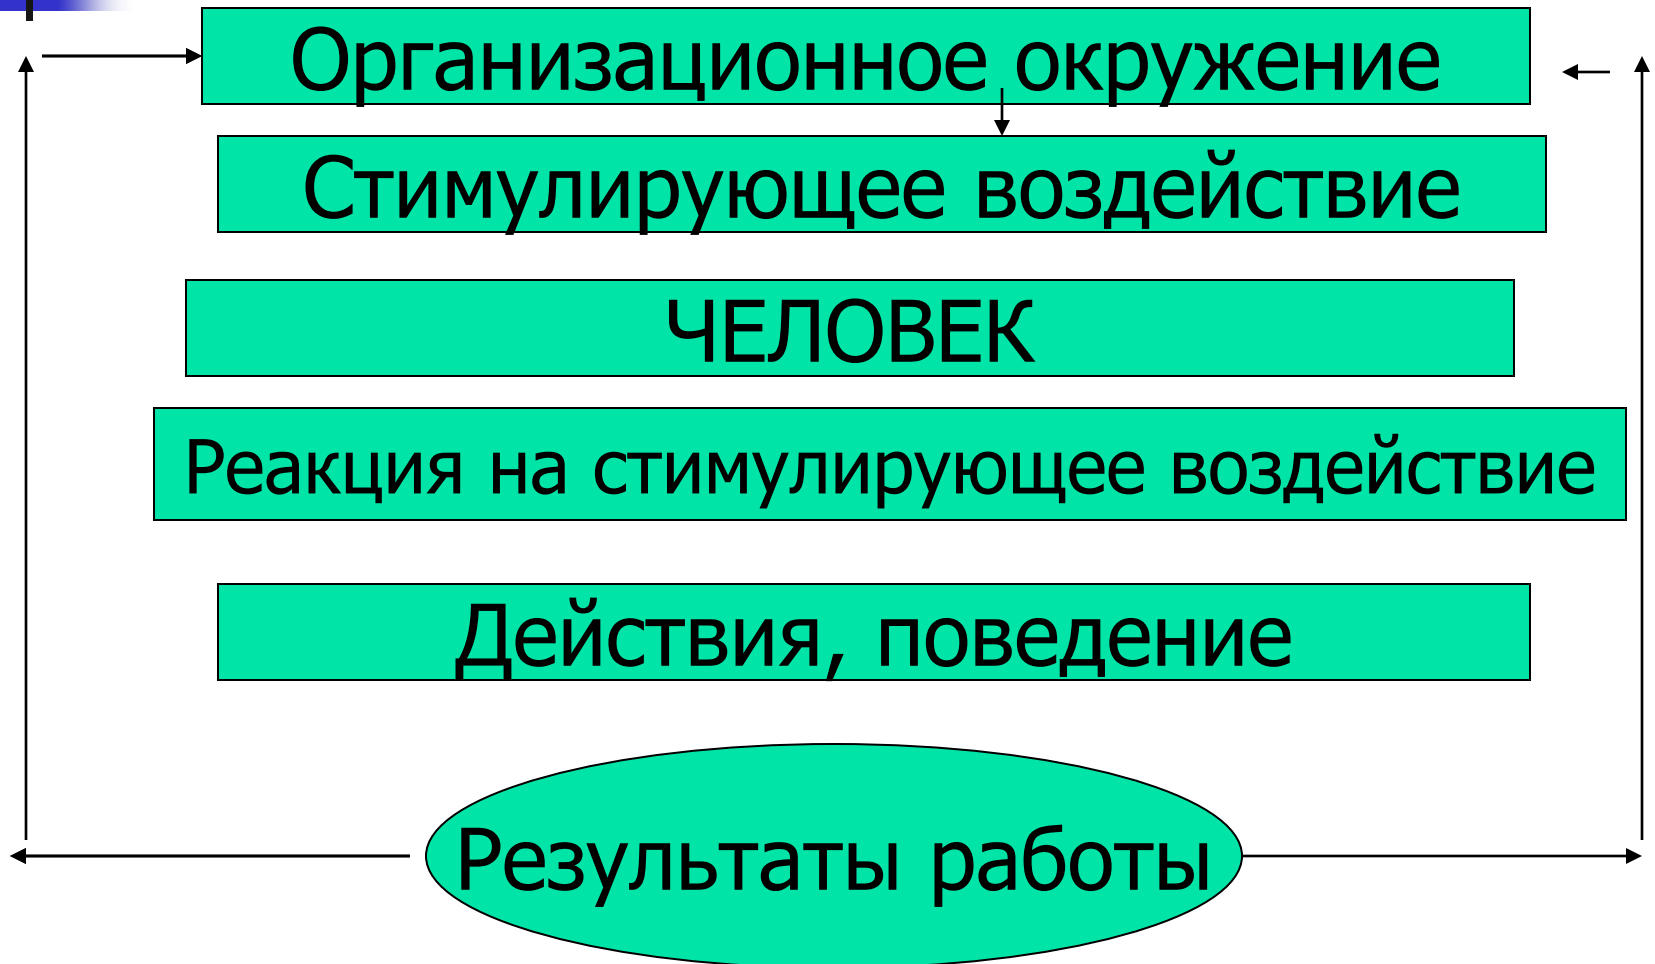 Организационное окружение
Стимулирующее воздействие
ЧЕЛОВЕК
Реакция на стимулирующее воздействие
Действия, поведение
Результаты работы